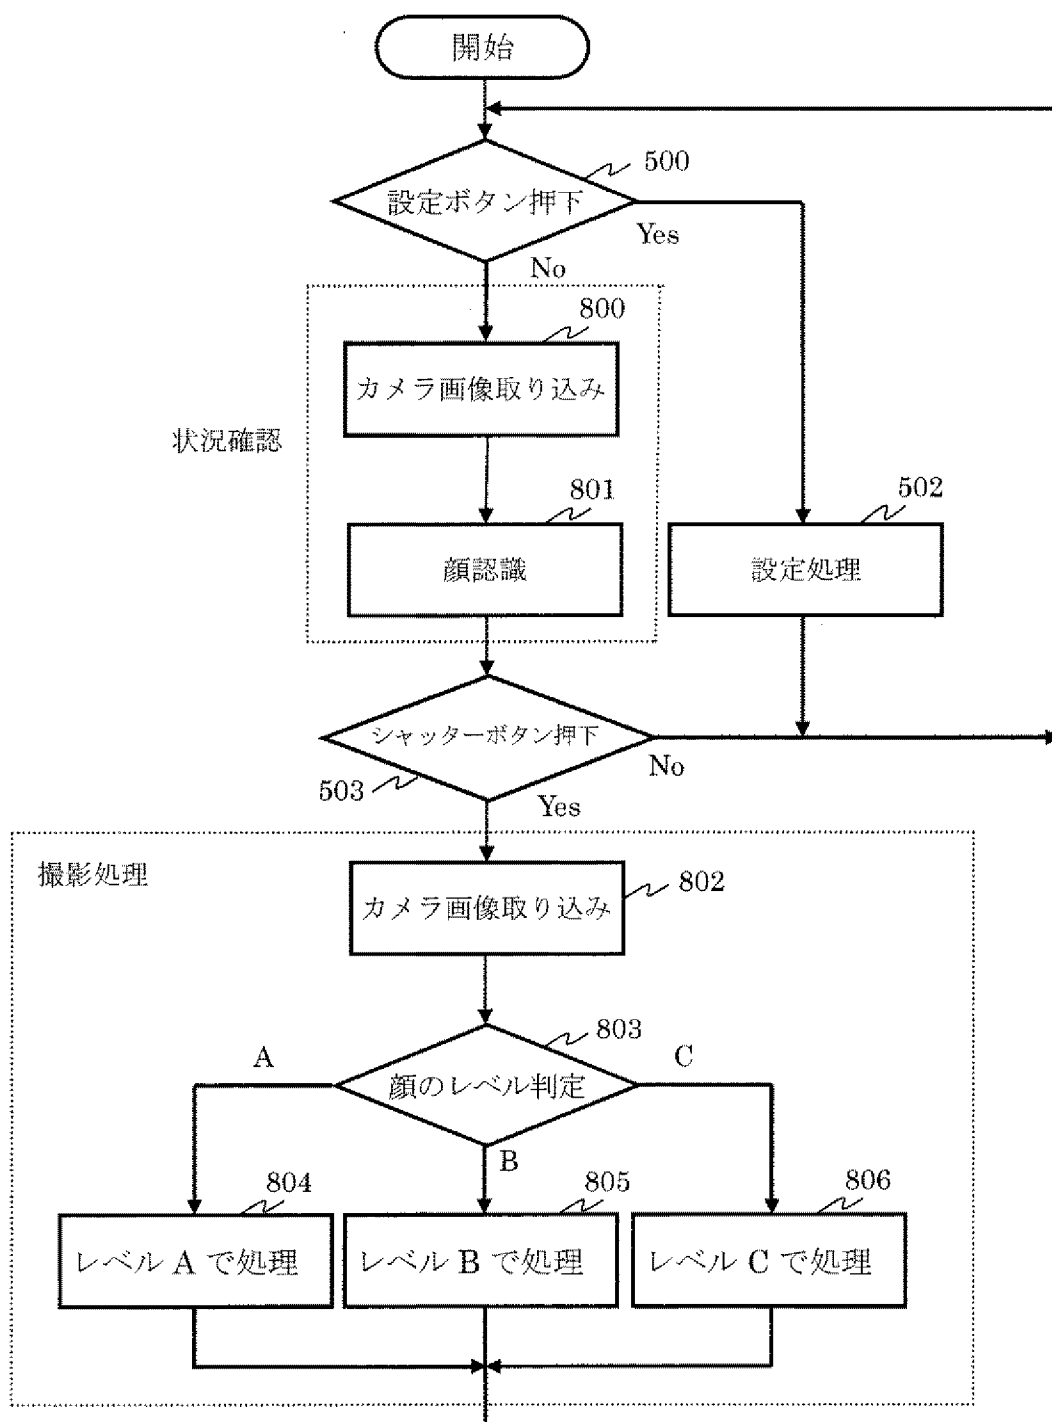 開始
500
設定ボタン押下
Yes
No
800
カメラ画像取り込み
状況確認
801
502
顔認識
設定処理
シャッターボタン押下
No
503
Yes
撮影処理
802
カメラ画像取り込み
803
A
C
顔のレベル判定
B
804
805
806
レベル A で処理
レベル B で処理
レベル C で処理